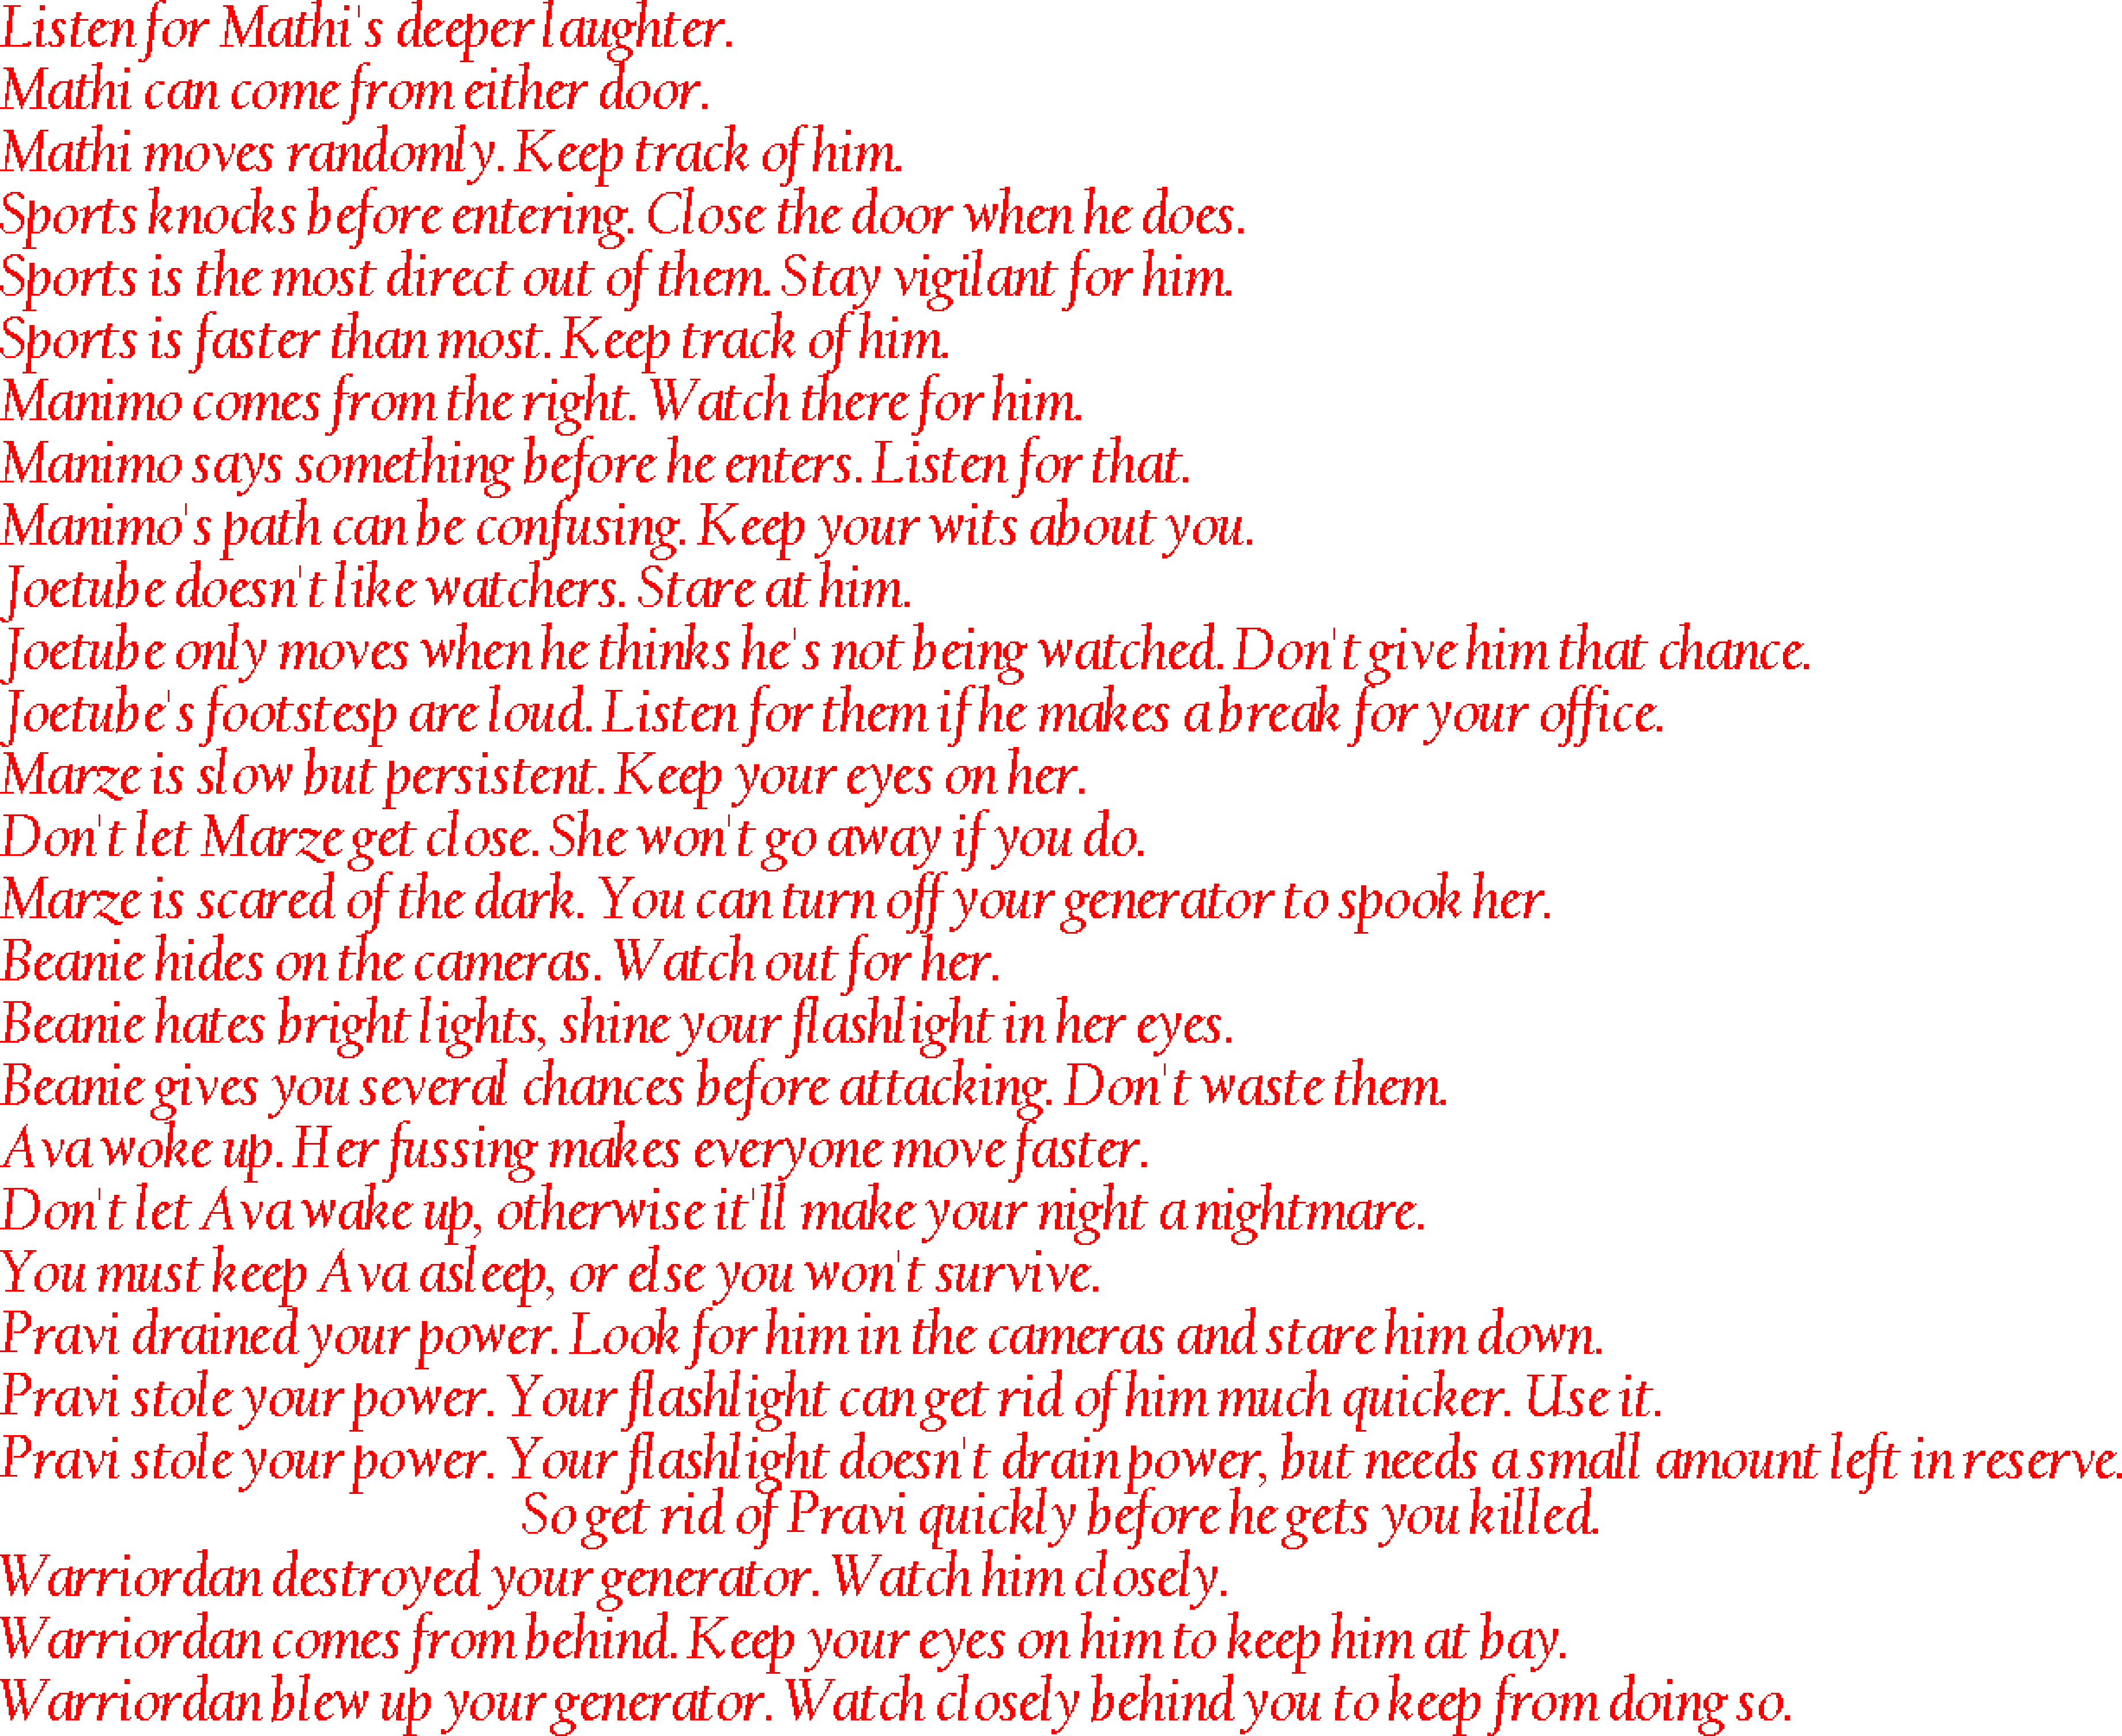 Listen for Mathi's deeper laughter.
Mathi can come from either door.
Mathi moves randomly. Keep track of him.
Sports knocks before entering. Close the door when he does.
Sports is the most direct out of them. Stay vigilant for him.
Sports is faster than most. Keep track of him.
Manimo comes from the right. Watch there for him.
Manimo says something before he enters. Listen for that.
Manimo's path can be confusing. Keep your wits about you.
Joetube doesn't like watchers. Stare at him.
Joetube only moves when he thinks he's not being watched. Don't give him that chance.
Joetube's footstesp are loud. Listen for them if he makes a break for your office.
Marze is slow but persistent. Keep your eyes on her.
Don't let Marze get close. She won't go away if you do.
Marze is scared of the dark. You can turn off your generator to spook her.
Beanie hides on the cameras. Watch out for her.
Beanie hates bright lights, shine your flashlight in her eyes.
Beanie gives you several chances before attacking. Don't waste them.
Ava woke up. Her fussing makes everyone move faster.
Don't let Ava wake up, otherwise it'll make your night a nightmare.
You must keep Ava asleep, or else you won't survive.
Pravi drained your power. Look for him in the cameras and stare him down.
Pravi stole your power. Your flashlight can get rid of him much quicker. Use it.
Pravi stole your power. Your flashlight doesn't drain power, but needs a small amount left in reserve.
So get rid of Pravi quickly before he gets you killed.
Warriordan destroyed your generator. Watch him closely.
Warriordan comes from behind. Keep your eyes on him to keep him at bay.
Warriordan blew up your generator. Watch closely behind you to keep from doing so.